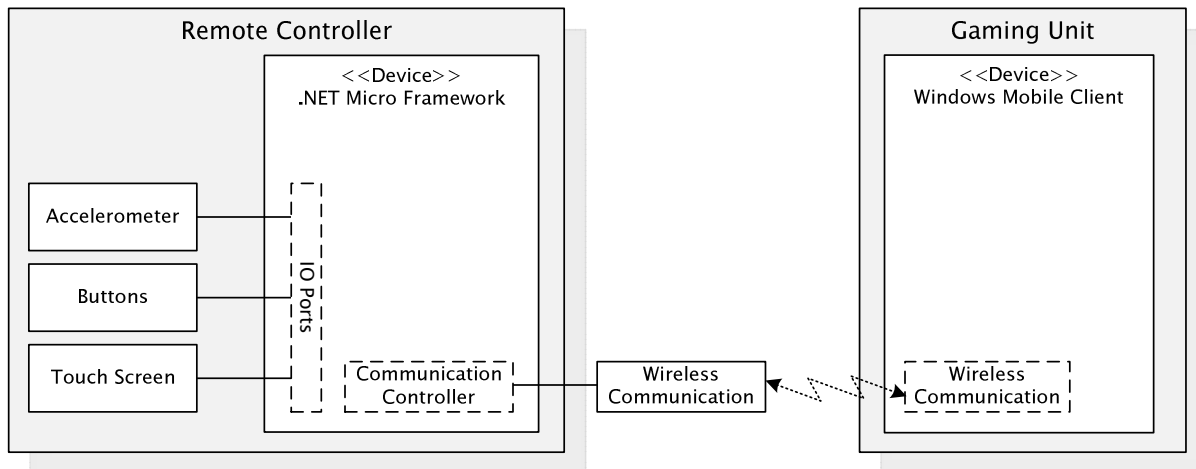 Remote Controller
<<Device>>
.NET Micro Framework
Accelerometer
Buttons
Touch Screen
IO Ports
Communication
Controller
Wireless
Communication
Gaming Unit
<<Device>>
Windows Mobile Client
Wireless
Communication